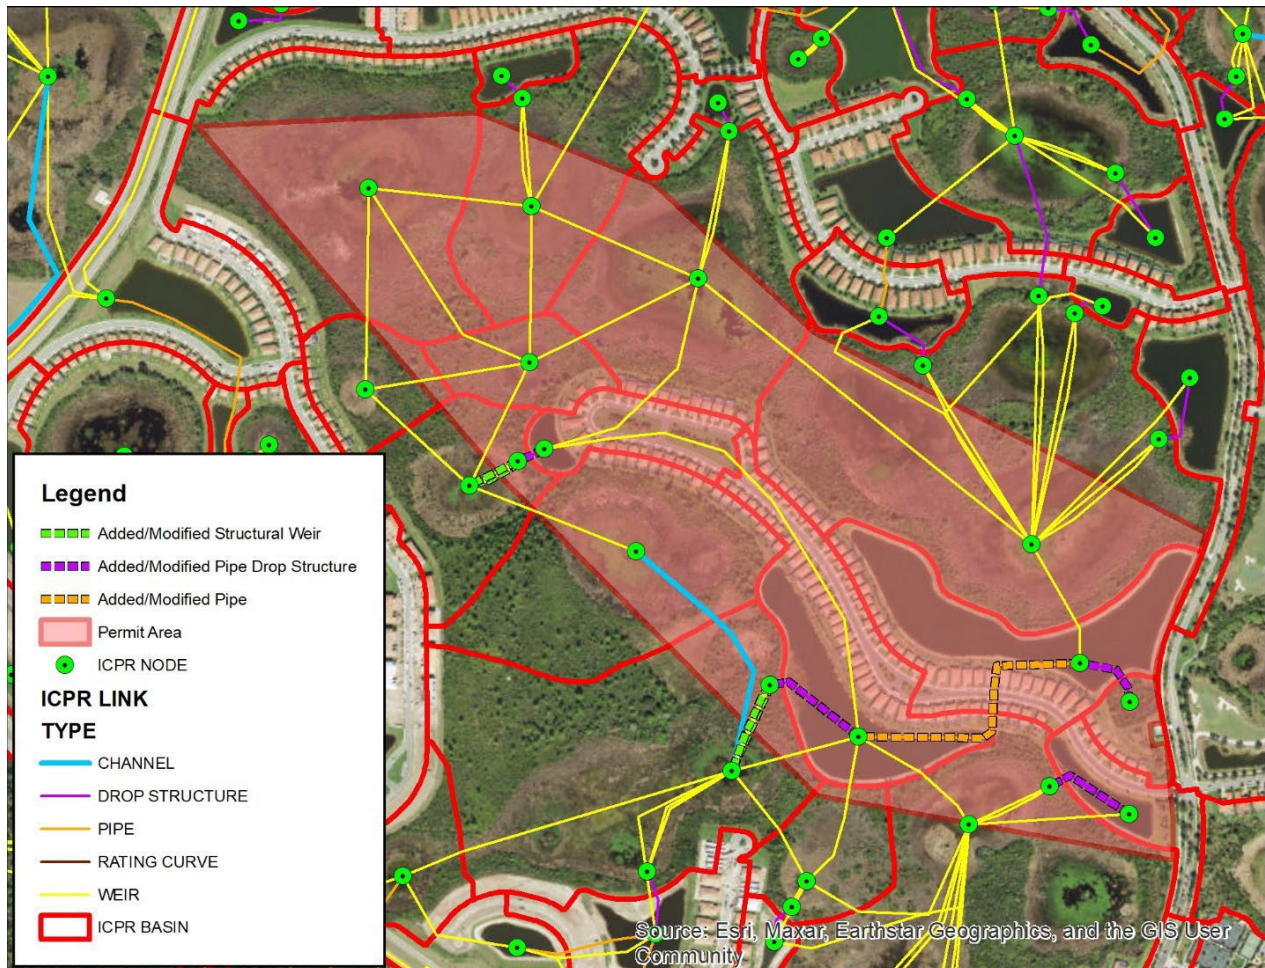 Legend
Added/Modified Structural Weir
Added/Modified Pipe Drop Structure
Added/Modified Pipe
Permit Area
ICPR NODE
ICPR LINK
TYPE
CHANNEL
DROP STRUCTURE
PIPE
RATING CURVE
WEIR
ICPR BASIN
Source: Esri, Maxar, Earthstar Geographics, and the GIS User
Community